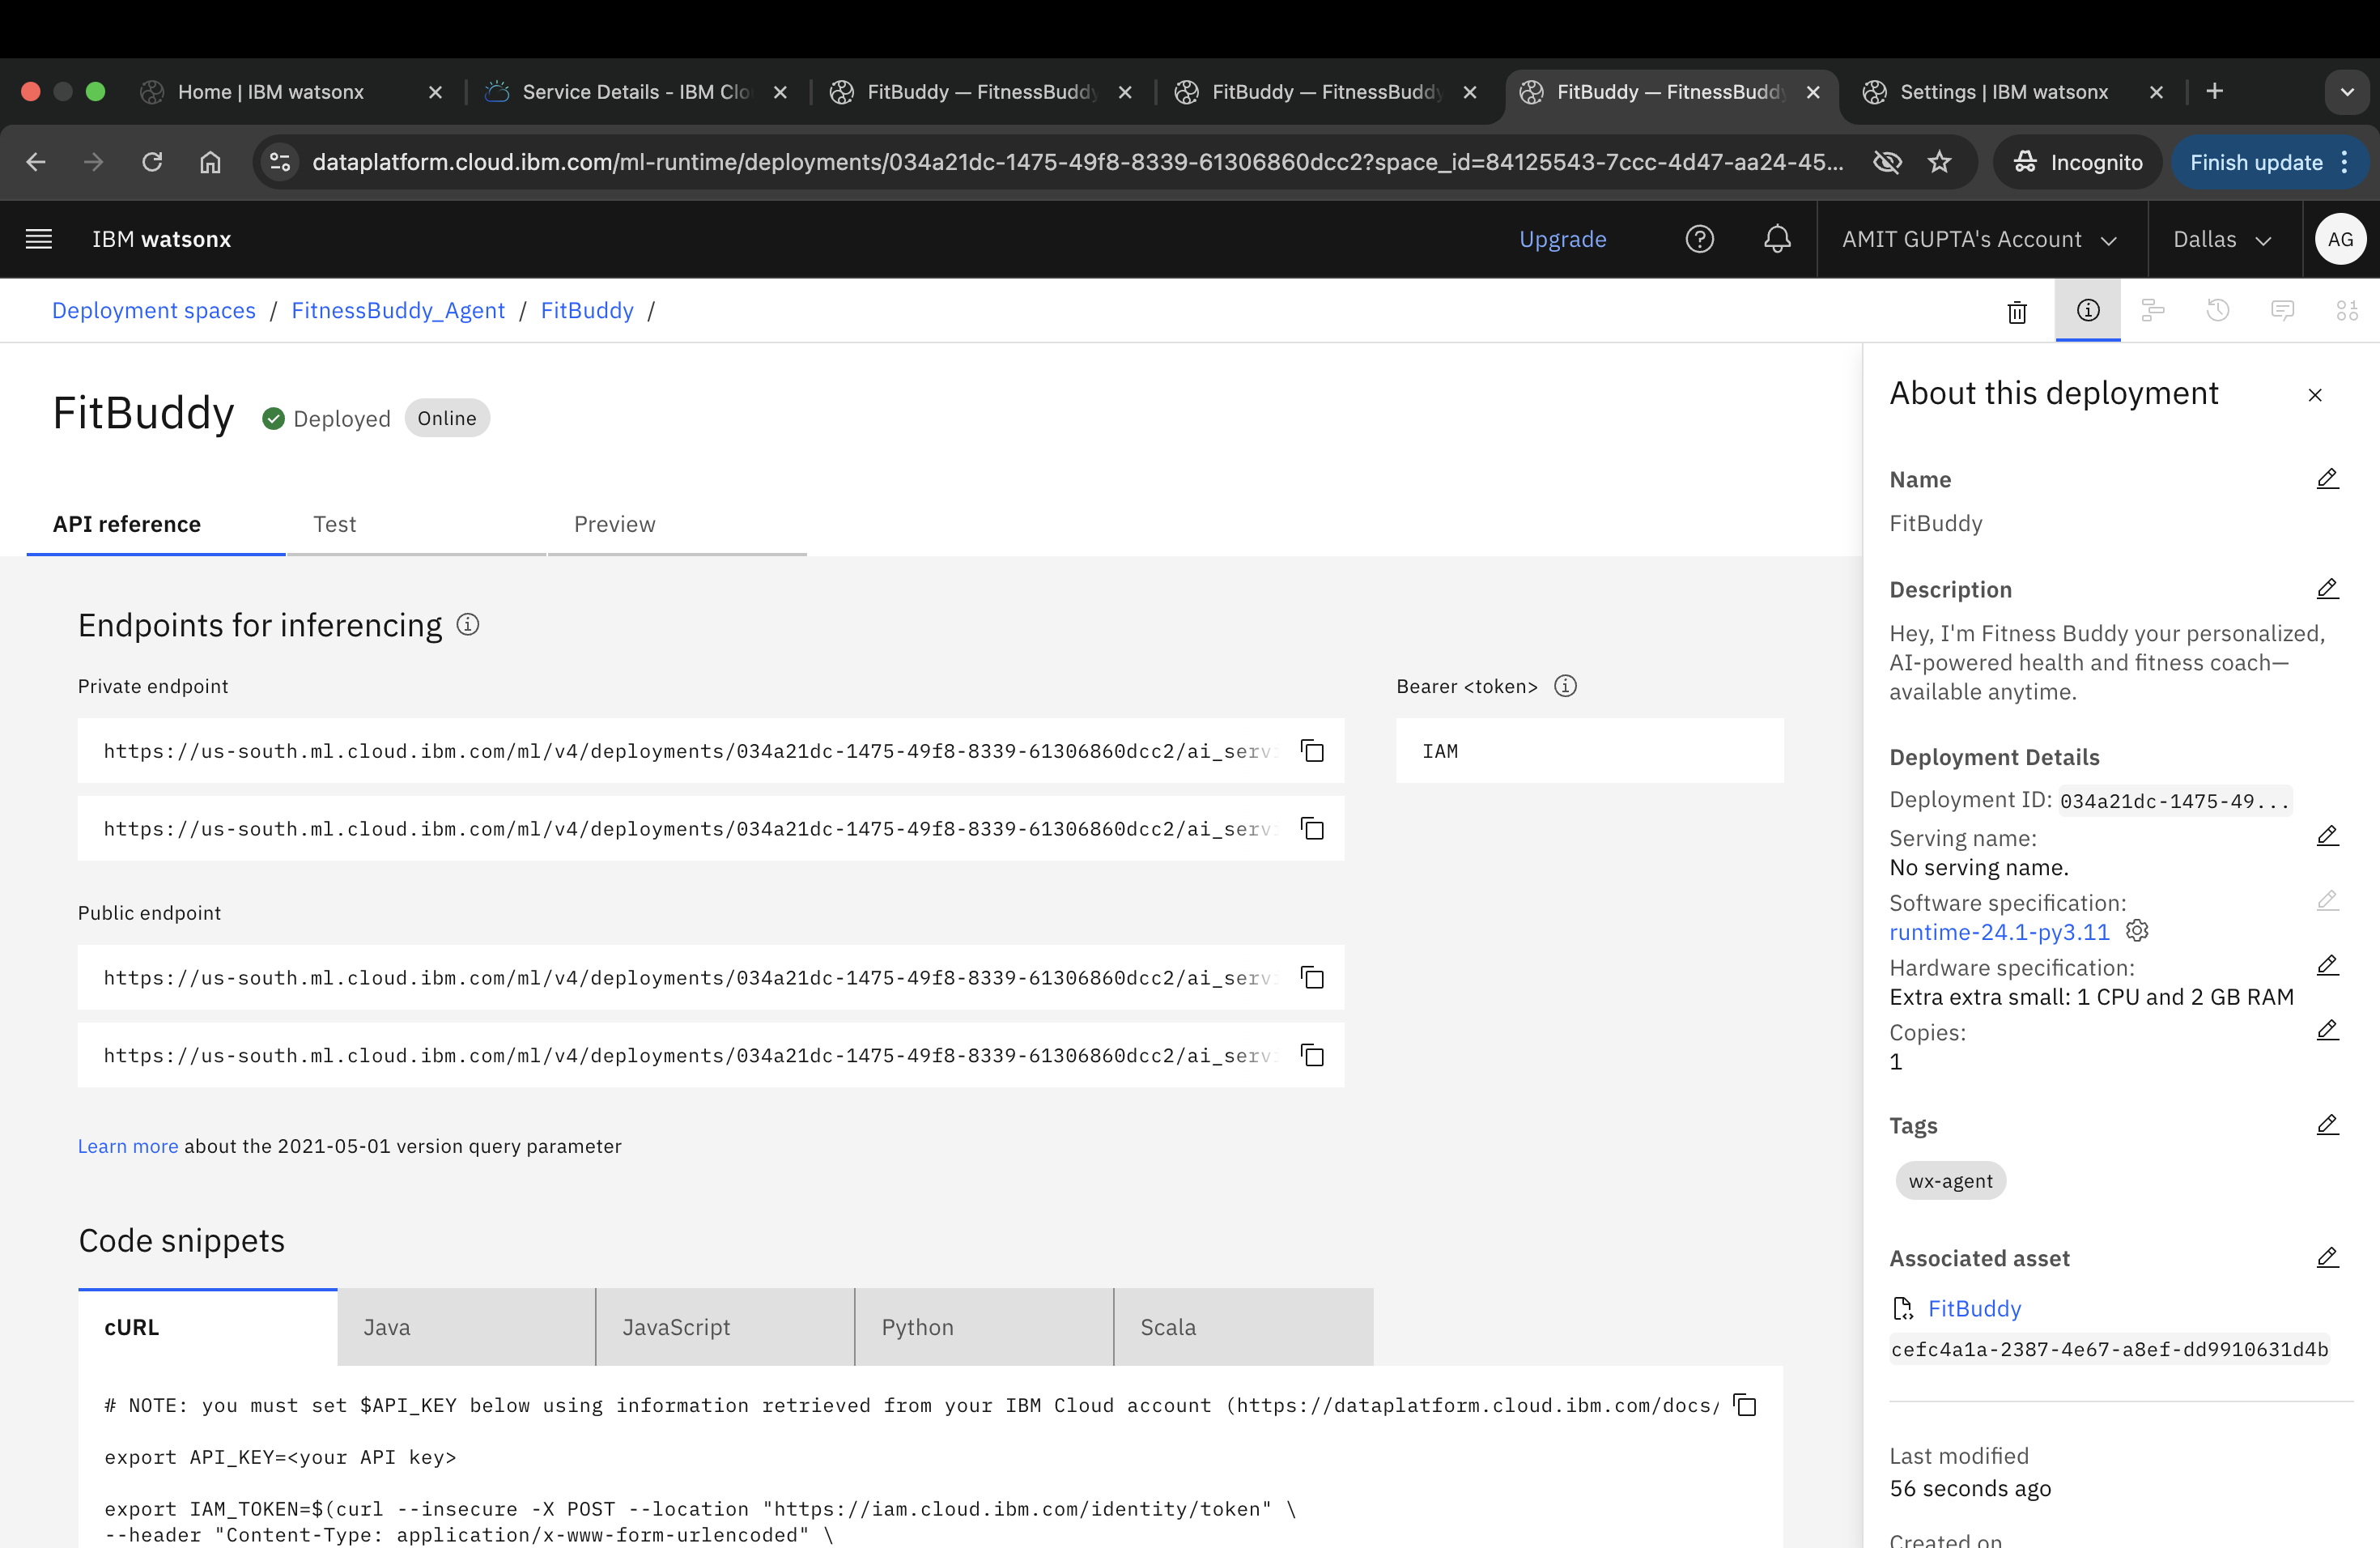 Home | IBM watsonx
Service Details - IBM Clo
FitBuddy — FitnessBuddy
FitBuddy — FitnessBuddy
FitBuddy — FitnessBuddy
Settings | IBM watsonx
dataplatform.cloud.ibm.com/ml-runtime/deployments/034a21dc-1475-49f8-8339-61306860dcc2?space_id=84125543-7ccc-4d47-aa24-45...
Incognito
Finish update
IBM watsonx
Upgrade
AMIT GUPTA's Account
Dallas
AG
Deployment spaces / FitnessBuddy_Agent / FitBuddy /
FitBuddy
Deployed
Online
API reference
Test
Preview
Endpoints for inferencing
Private endpoint
https://us-south.ml.cloud.ibm.com/ml/v4/deployments/034a21dc-1475-49f8-8339-61306860dcc2/ai_servi
https://us-south.ml.cloud.ibm.com/ml/v4/deployments/034a21dc-1475-49f8-8339-61306860dcc2/ai_servi
Bearer <token>
IAM
Public endpoint
https://us-south.ml.cloud.ibm.com/ml/v4/deployments/034a21dc-1475-49f8-8339-61306860dcc2/ai_servi
https://us-south.ml.cloud.ibm.com/ml/v4/deployments/034a21dc-1475-49f8-8339-61306860dcc2/ai_servi
Learn more about the 2021-05-01 version query parameter
Code snippets
cURL
Java
JavaScript
Python
Scala
# NOTE: you must set $API_KEY below using information retrieved from your IBM Cloud account (https://dataplatform.cloud.ibm.com/docs/
export API_KEY=<your API key>
export IAM_TOKEN=$(curl --insecure -X POST --location "https://iam.cloud.ibm.com/identity/token" \
--header "Content-Type: application/x-www-form-urlencoded" \
About this deployment
Name
FitBuddy
Description
Hey, I'm Fitness Buddy your personalized,
AI-powered health and fitness coach—
available anytime.
Deployment Details
Deployment ID: 034a21dc-1475-49...
Serving name:
No serving name.
Software specification:
runtime-24.1-py3.11
Hardware specification:
Extra extra small: 1 CPU and 2 GB RAM
Copies:
1
Tags
wx-agent
Associated asset
FitBuddy
cefc4a1a-2387-4e67-a8ef-dd9910631d4b
Last modified
56 seconds ago
Created on